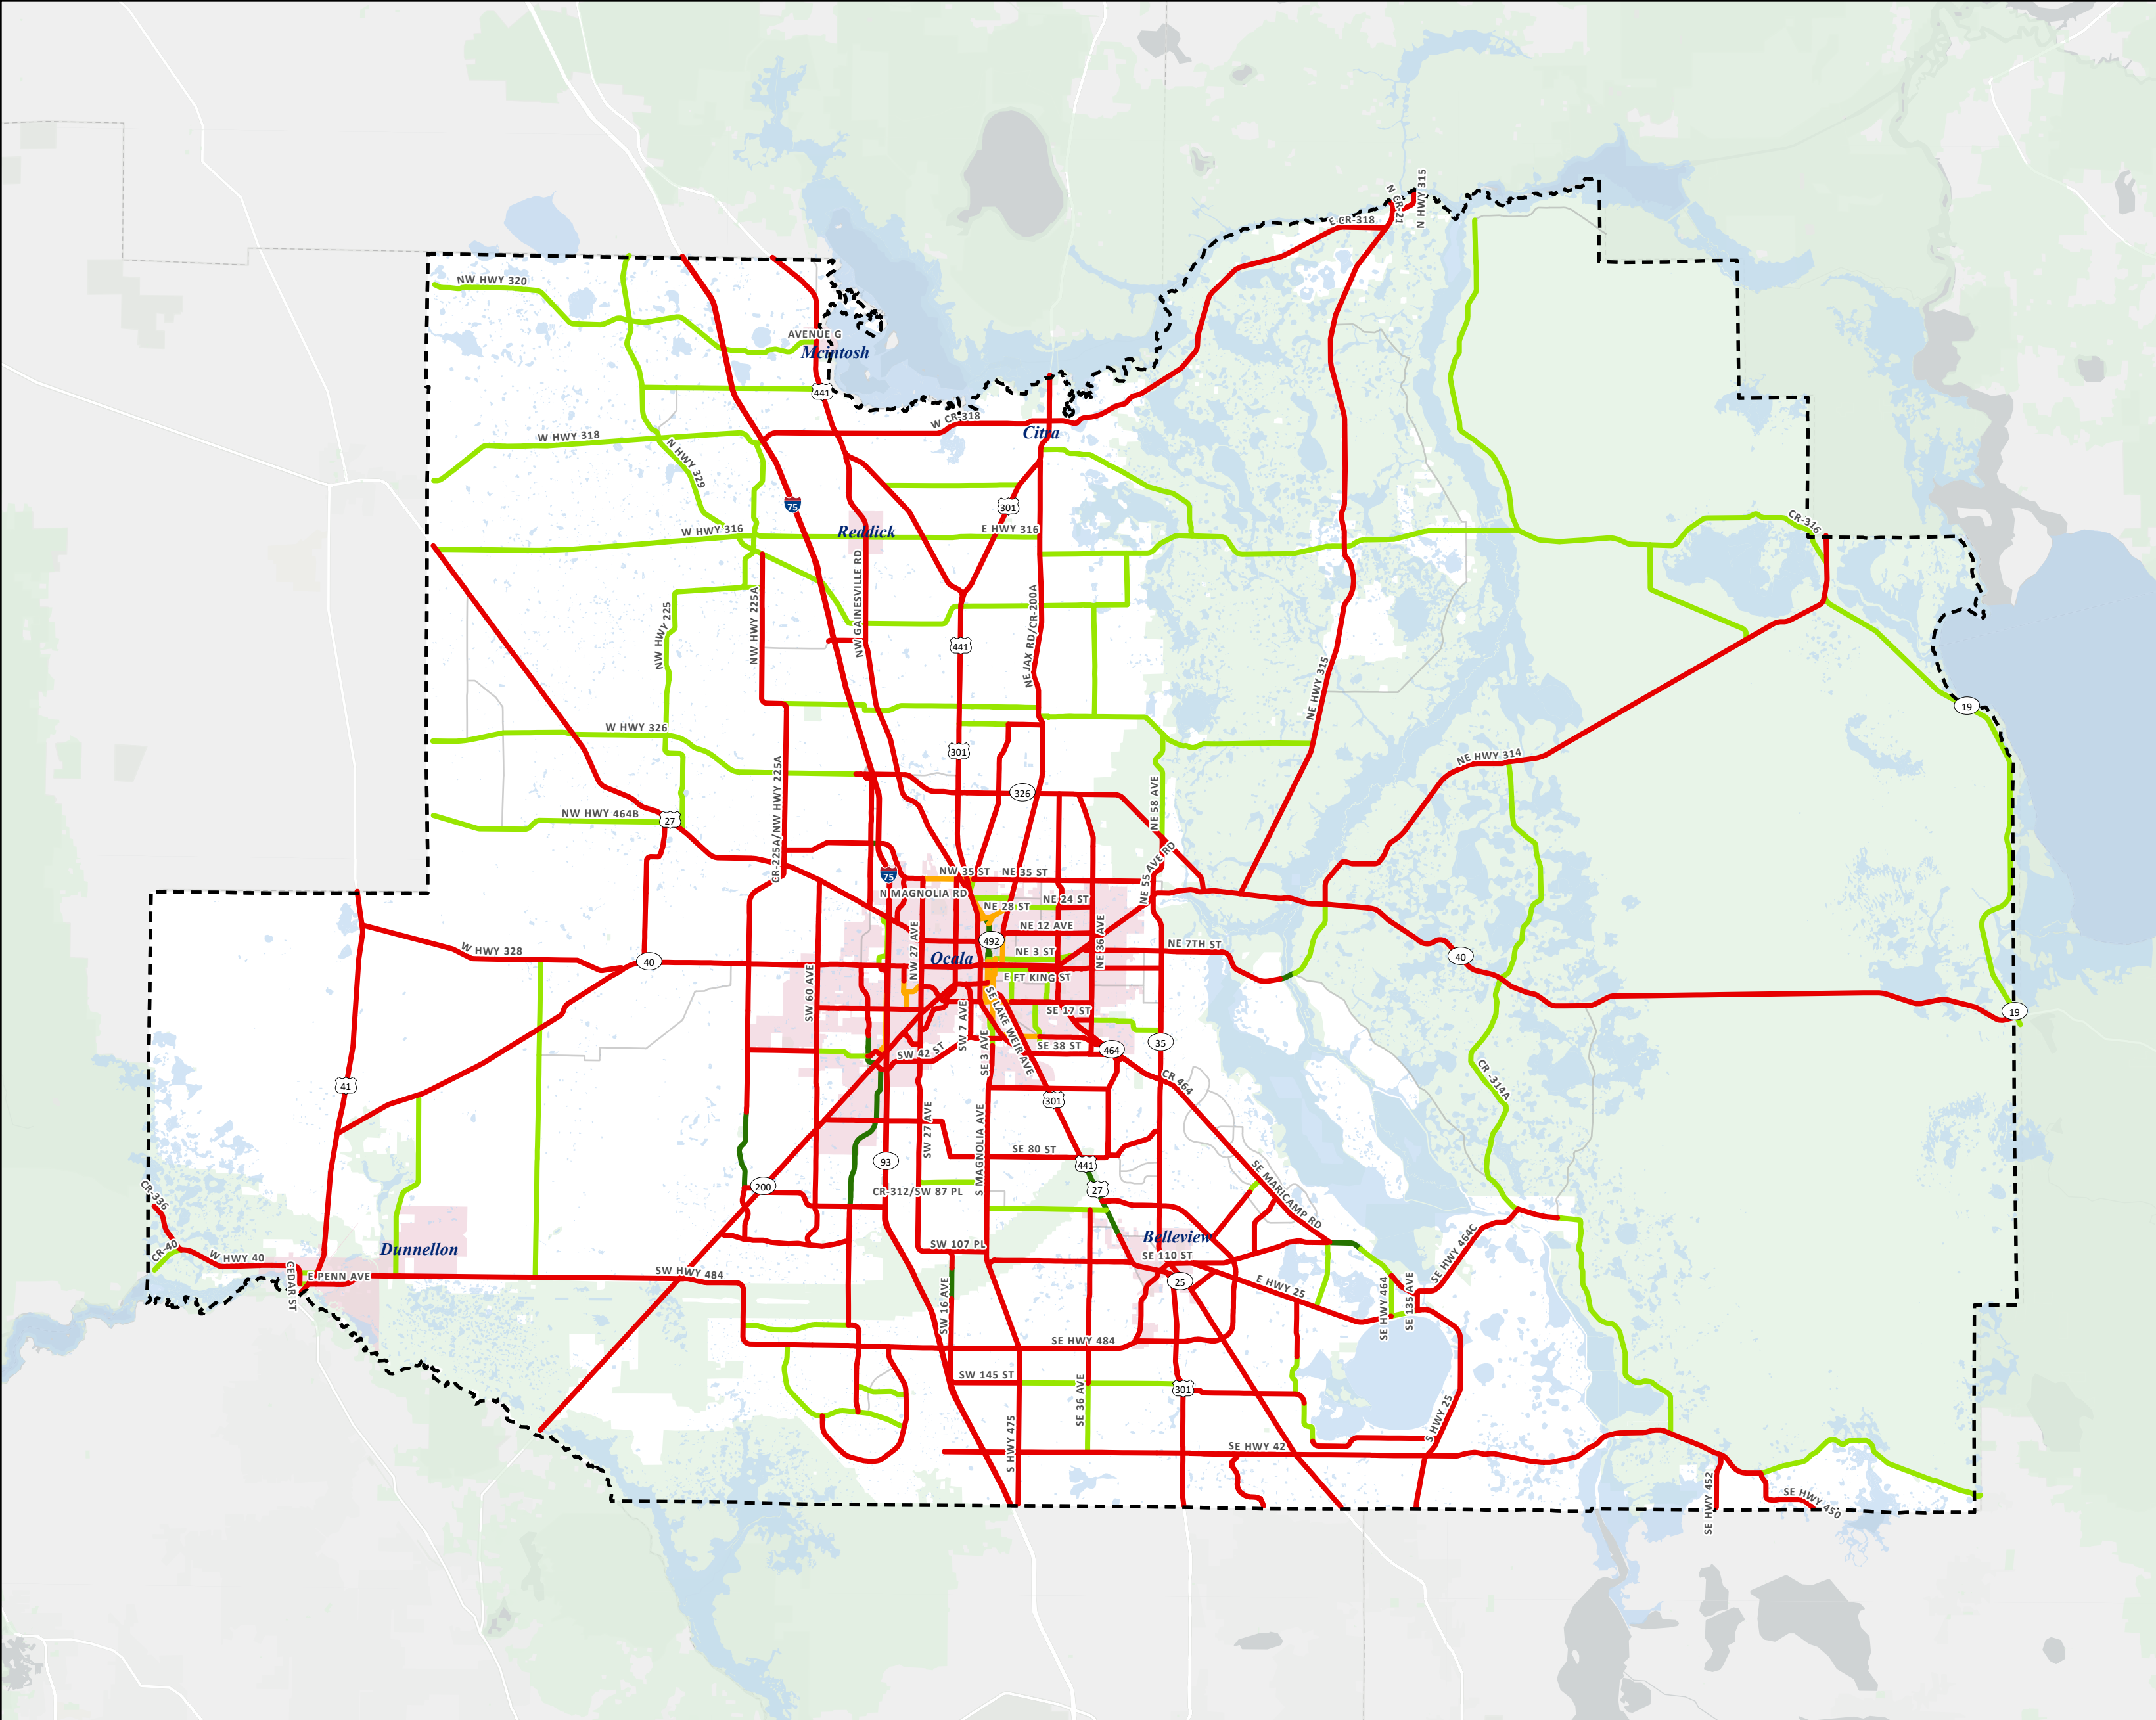 N CR-21
N HWY 315
E CR-318
NW HWY 320
AVENUE G
Mcintosh
441
W CR-318
Citra
W HWY 318
N HWY 329
75
301
W HWY 316
Reddick
E HWY 316
CR-316
NW HWY 225
NW HWY 225A
NW GAINESVILLE RD
NE JAX RD/CR-200A
441
NE HWY 315
19
W HWY 326
301
NE HWY 314
CR-225A/NW HWY 225A
326
NE 58 AVE
NW HWY 464B
27
75
NW 35 ST
NE 35 ST
NE 55 AVE RD
N MAGNOLIA RD
NE 28 ST
NE 24 ST
NE 12 AVE
NE 36 AVE
492
NW 27 AVE
NE 7TH ST
W HWY 328
40
Ocala
NE 3 ST
40
E FT KING ST
SW 60 AVE
SE 17 ST
19
SW 7 AVE
SE LAKE WEIR AVE
SE 3 AVE
SW 42 ST
SE 38 ST
464
35
41
CR 464
CR -314A
301
SW 27 AVE
S MAGNOLIA AVE
SE 80 ST
93
441
200
CR-312/SW 87 PL
27
SE MARICAMP RD
CR-336
CR-40
W HWY 40
Dunnellon
Belleview
SW 107 PL
SE 110 ST
SE HWY 464C
E PENN AVE
CEDAR ST
SW HWY 484
25
E HWY 25
SE HWY 464
SE 135 AVE
SW 16 AVE
SE HWY 484
SW 145 ST
SE 36 AVE
301
S HWY 25
S HWY 475
SE HWY 42
SE HWY 452
SE HWY 450